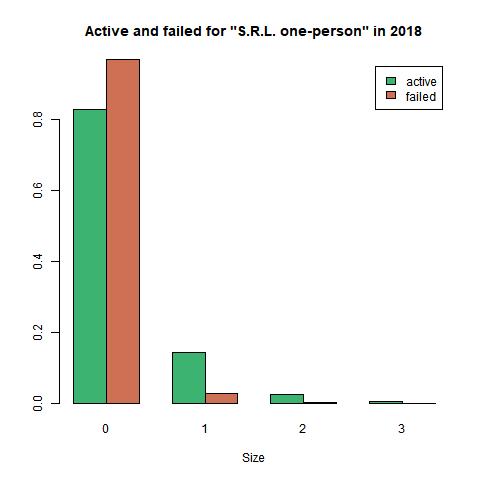 Active and failed for "S.R.L. one-person" in 2018
active
failed
0.8
0.6
0.4
0.2
0.0
0 1 2 3
Size